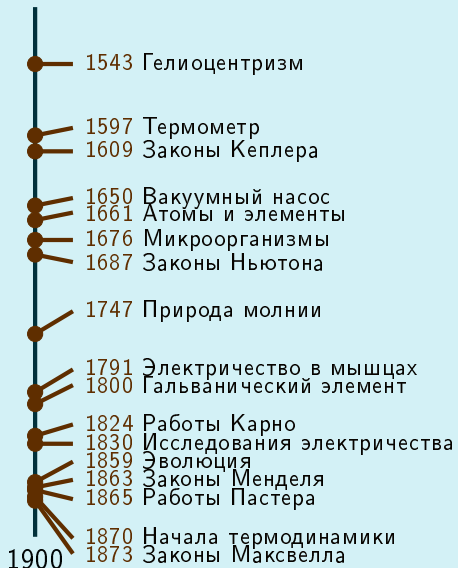 1543 Гелиоцентризм
1597 Термометр
1609 Законы Кеплера
1650 Вакуумный насос
1661 Атомы и элементы
1676 Микроорганизмы
1687 Законы Ньютона
1747 Природа молнии
1791 Электричество в мышцах
1800 Гальванический элемент
1824 Работы Карно
1830 Исследования электричества
1859 Эволюция
1863 Законы Менделя
1865 Работы Пастера
1870 Начала термодинамики
1873 Законы Максвелла
1900